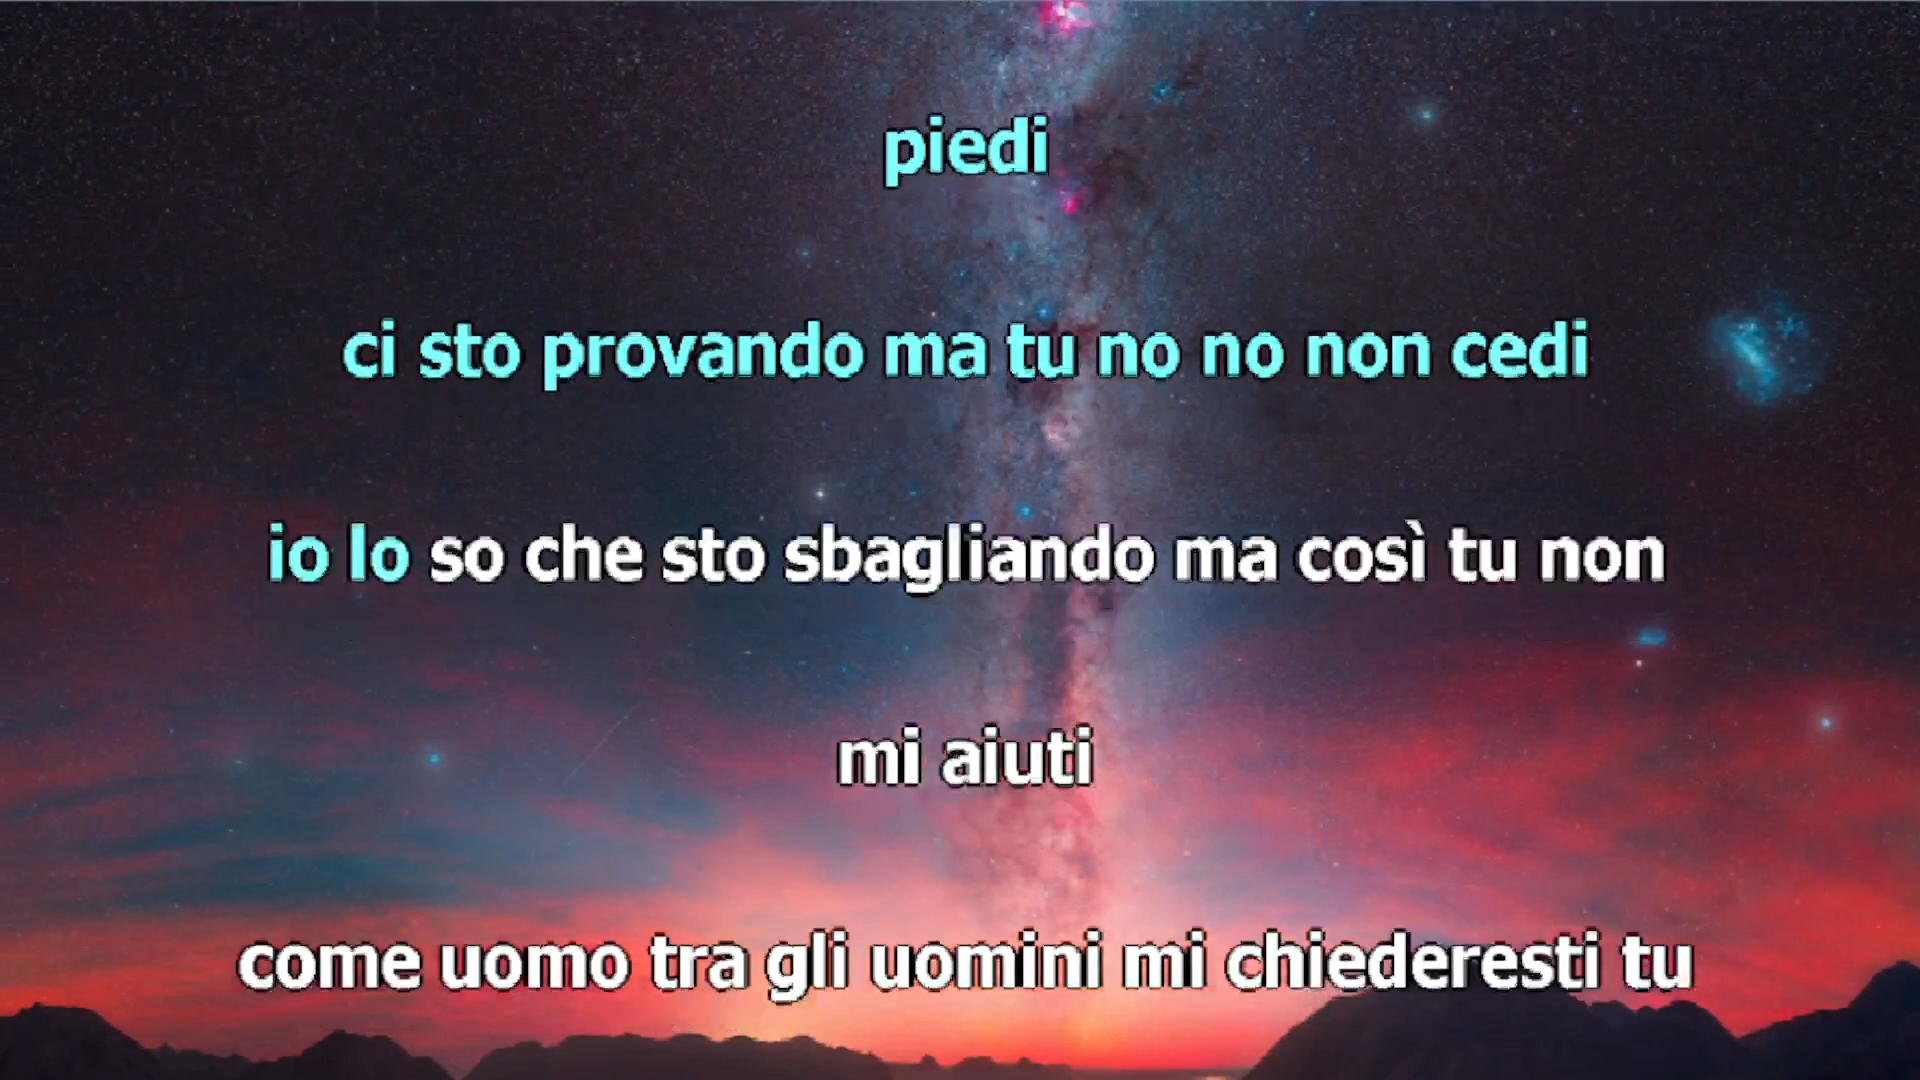 piedi
ci sto provando ma tu no no non cedi
io lo so che sto sbagliando ma così tu non
mi aiuti
come uomo tra gli uomini mi chiederesti tu